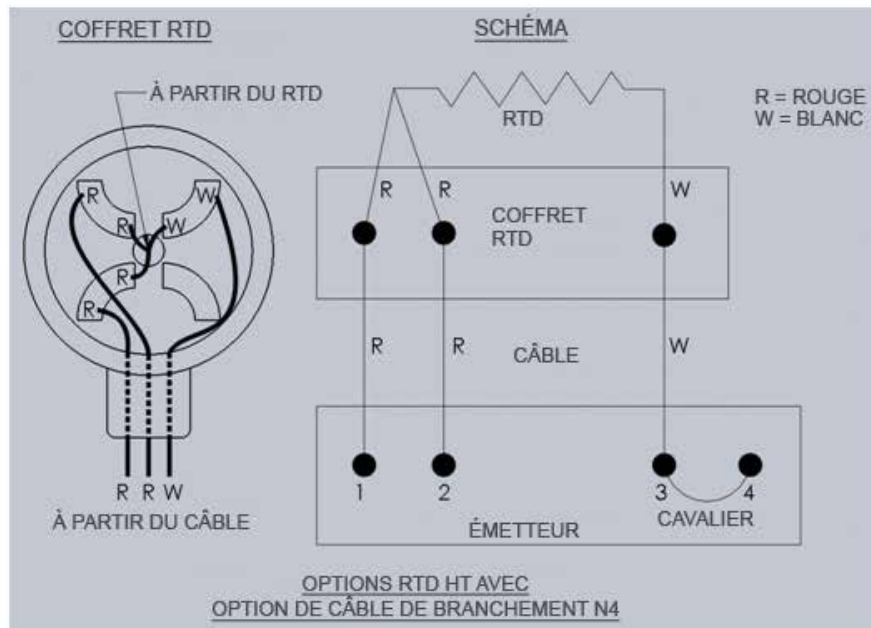 COFFRET RTD
À PARTIR DU RTD
R
W
R
W
R
R
R R W
À PARTIR DU CÂBLE
SCHÉMA
RTD
R = ROUGE
W = BLANC
R
R
W
COFFRET
RTD
R
R
CÂBLE
W
1
2
3
4
ÉMETTEUR
CAVALIER
OPTIONS RTD HT AVEC
OPTION DE CÂBLE DE BRANCHEMENT N4